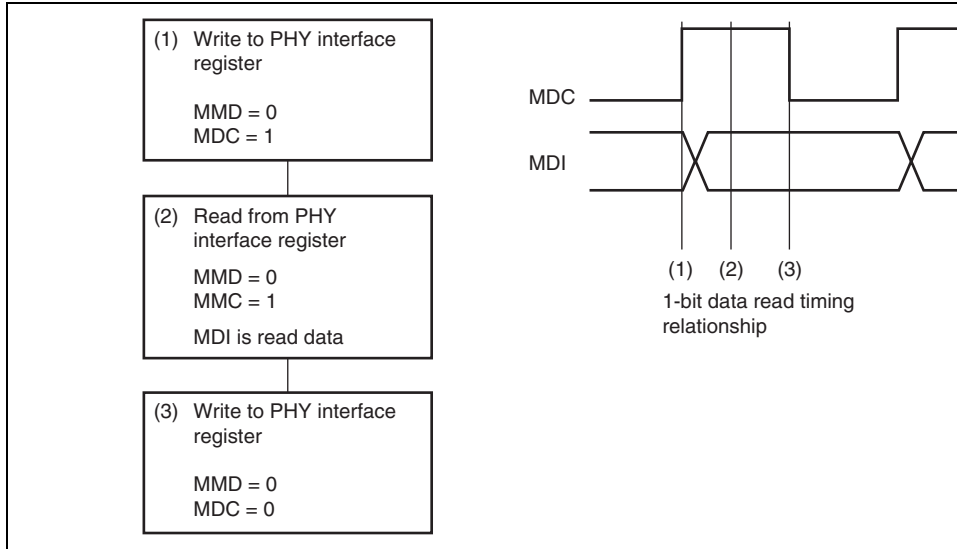 (1) Write to PHY interface
register
MMD = 0
MDC = 1
(2) Read from PHY
interface register
MMD = 0
MMC = 1
MDI is read data
(3) Write to PHY interface
register
MMD = 0
MDC = 0
MDC
MDI
(1) (2) (3)
1-bit data read timing
relationship